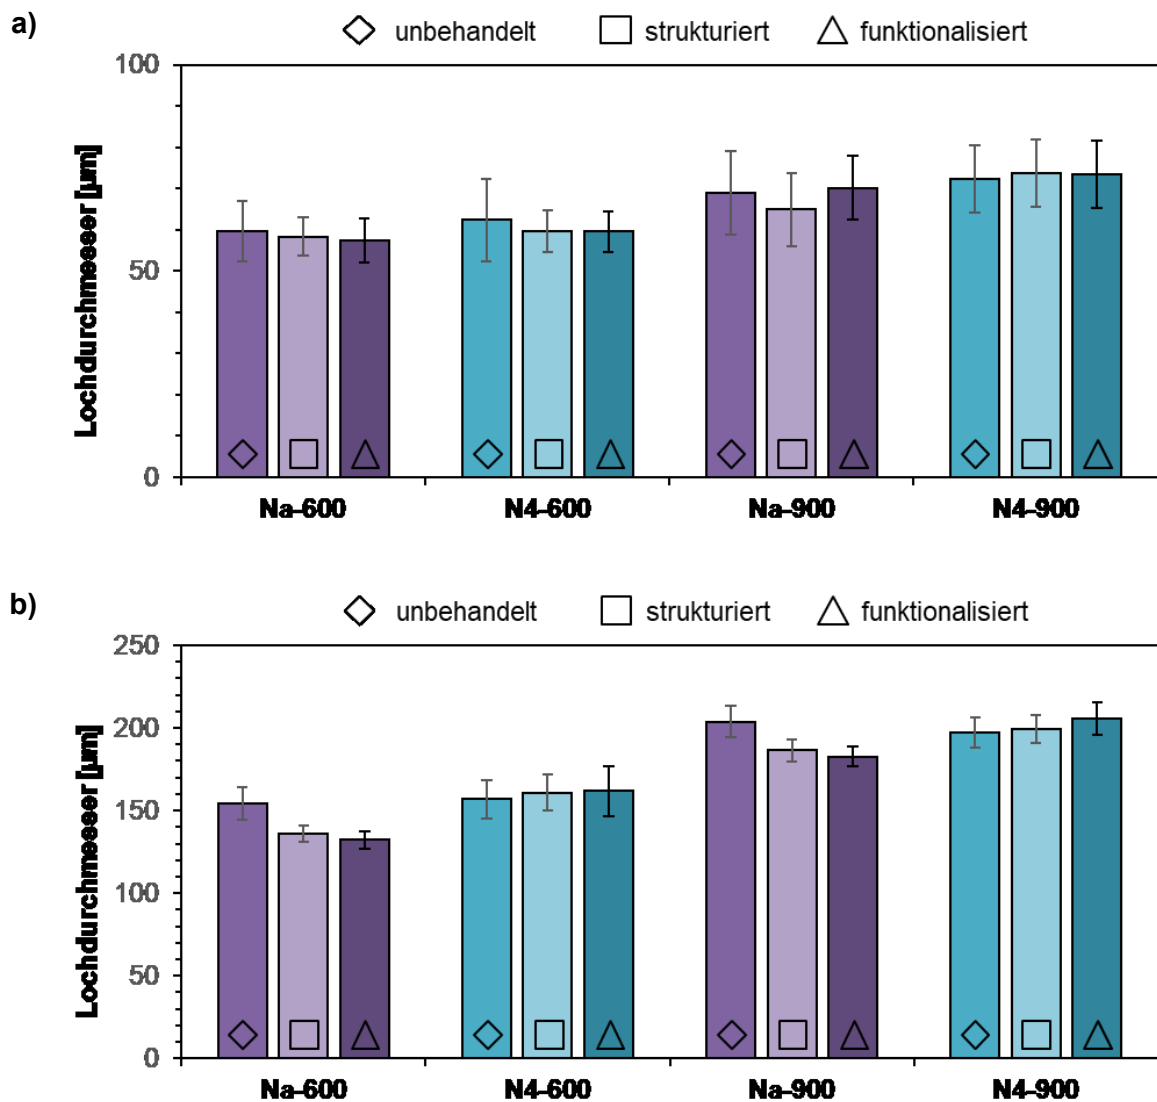 a)
unbehandelt strukturiert funktionalisiert
100
50
0
Lochdurchmesser [µm]
Na-600 N4-600 Na-900 N4-900
b)
unbehandelt strukturiert funktionalisiert
250
200
150
100
50
0
Lochdurchmesser [µm]
Na-600 N4-600 Na-900 N4-900